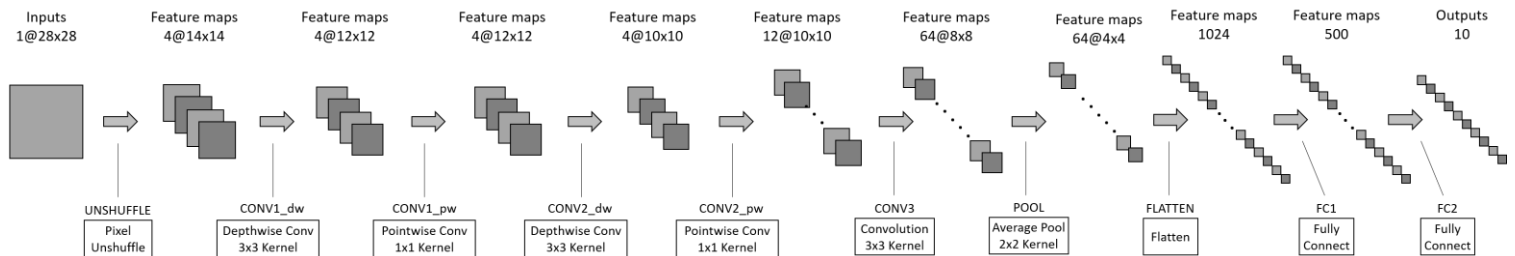 Inputs
1@28x28
Feature maps
4@14x14
Feature maps
4@12x12
Feature maps
4@12x12
Feature maps
4@10x10
Feature maps
12@10x10
Feature maps
64@8x8
Feature maps
64@4x4
Feature maps
1024
Feature maps
500
Outputs
10
UNSHUFFLE
Pixel
Unshuffle
CONV1_dw
Depthwise Conv
3x3 Kernel
CONV1_pw
Pointwise Conv
1x1 Kernel
CONV2_dw
Depthwise Conv
3x3 Kernel
CONV2_pw
Pointwise Conv
1x1 Kernel
CONV3
Convolution
3x3 Kernel
POOL
Average Pool
2x2 Kernel
FLATTEN
Flatten
FC1
Fully
Connect
FC2
Fully
Connect